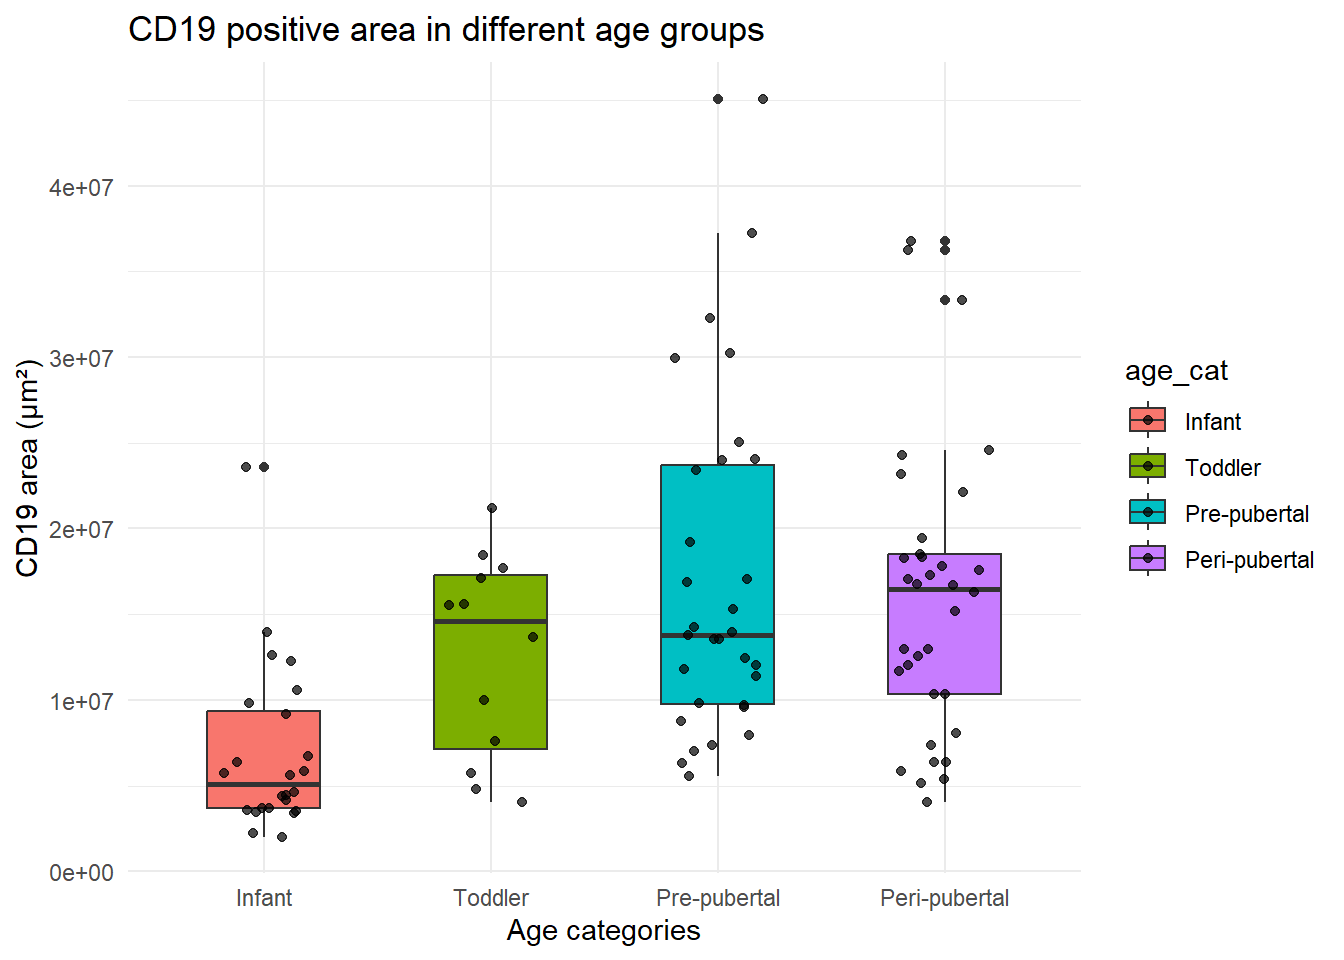 CD19 positive area in different age groups
CD19 area (µm²)
4e+07
3e+07
2e+07
1e+07
0e+00
Infant
Toddler
Pre-pubertal
Peri-pubertal
Age categories
age_cat
Infant
Toddler
Pre-pubertal
Peri-pubertal